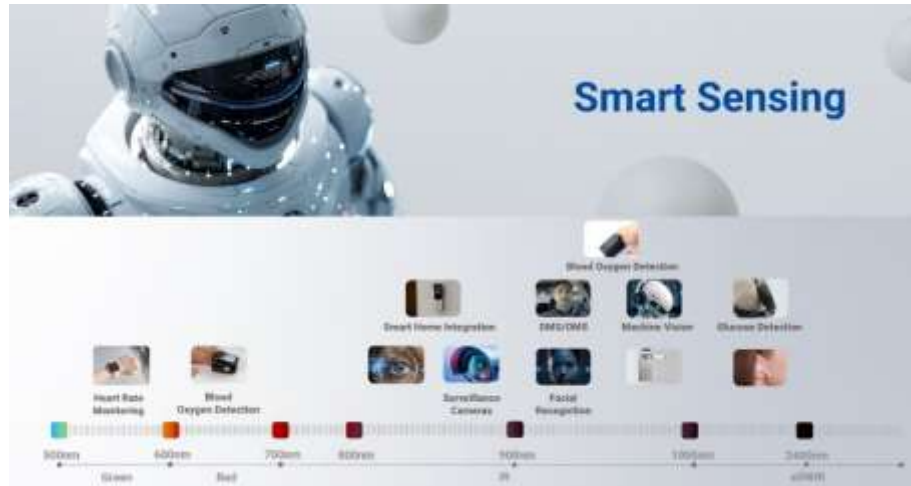 Smart Sensing
Blood Oxygen Detection
Smart Home Integration
DMS/OMS
Machine Vision
Glucose Detection
Heart Rate
Monitoring
Blood
Oxygen Detection
Surveillance
Cameras
Facial
Recognition
500nm
600nm
700nm
800nm
900nm
1000nm
2400nm
Green
Red
IR